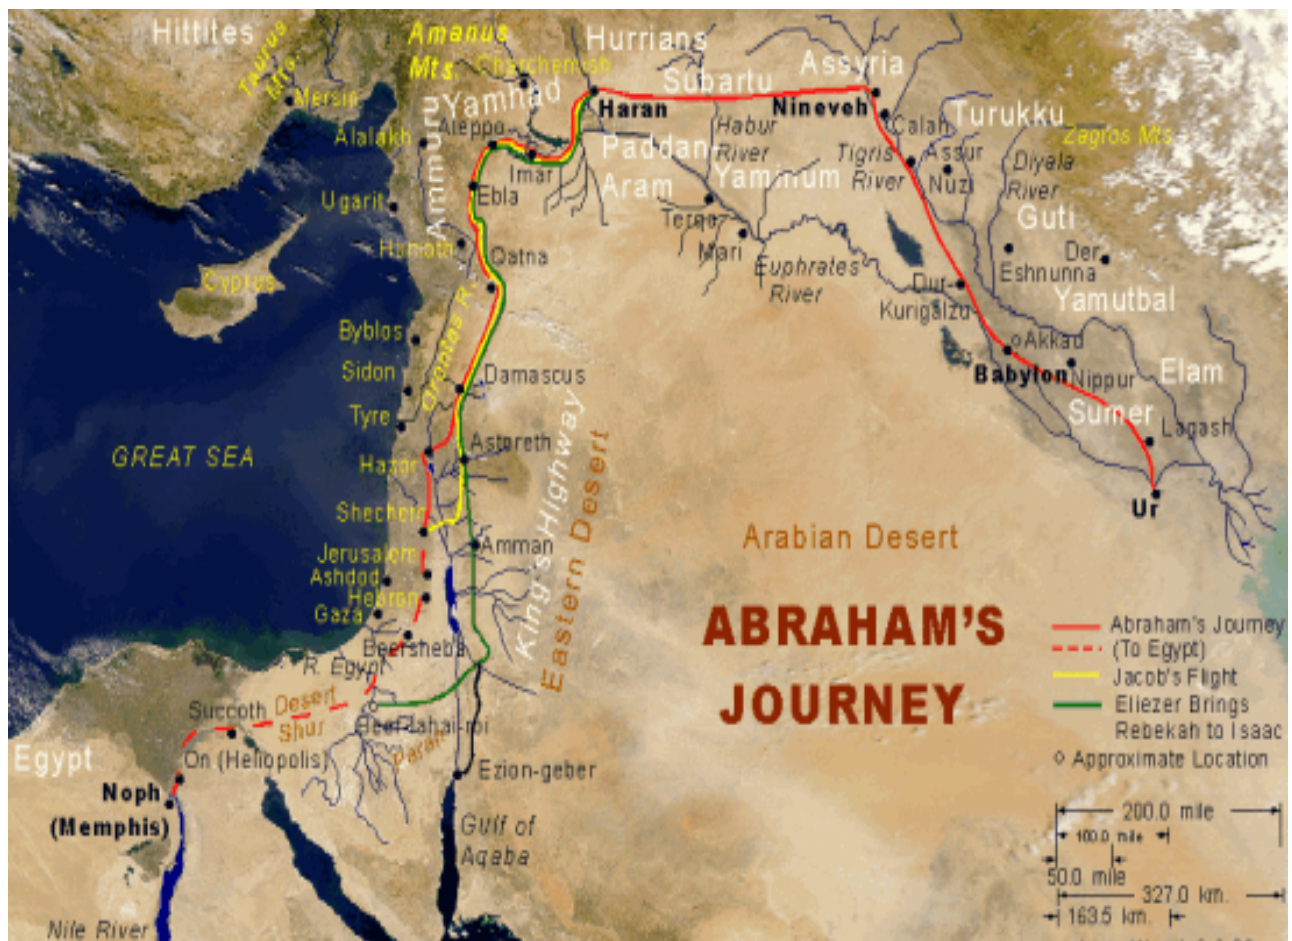 Hittites
Taurus
Mts.
Amanus
Mts.
Charchemish
Hurrians
Subartu
Assyria
Mersin
Yamhad
Haran
Nineveh
Calah
Turukku
Zagros Mts.
Alalakh
Aleppo
Imar
Habur
River
Paddan
Aram
Yaminum
Tigris
River
Assur
Nuzi
Diyala
River
Ammuru
Ebla
Ugarit
Terqa
Mari
Guti
Hamath
Qatna
Euphrates
River
Der
Eshnunna
Cyprus
Dur-
Kurigalzu
Yamutbal
Orontes R.
Byblos
Akkad
Sidon
Damascus
Babylon
Nippur
Elam
Tyre
Sumer
Lagash
GREAT SEA
Astoreth
Hazor
King's Highway
Eastern Desert
Ur
Shechem
Arabian Desert
Jerusalem
Amman
Ashdod
Hebron
Gaza
Beersheba
R. Egypt
ABRAHAM'S
JOURNEY
Abraham's Journey
(To Egypt)
Jacob's Flight
Eliezer Brings
Rebekah to Isaac
Approximate Location
Succoth
Desert
Shur
Beer-lahai-roi
Paran
Egypt
On (Heliopolis)
Ezion-geber
Noph
(Memphis)
Gulf of
Aqaba
Nile River
200.0 mile
100.0 mile
50.0 mile
327.0 km.
163.5 km.